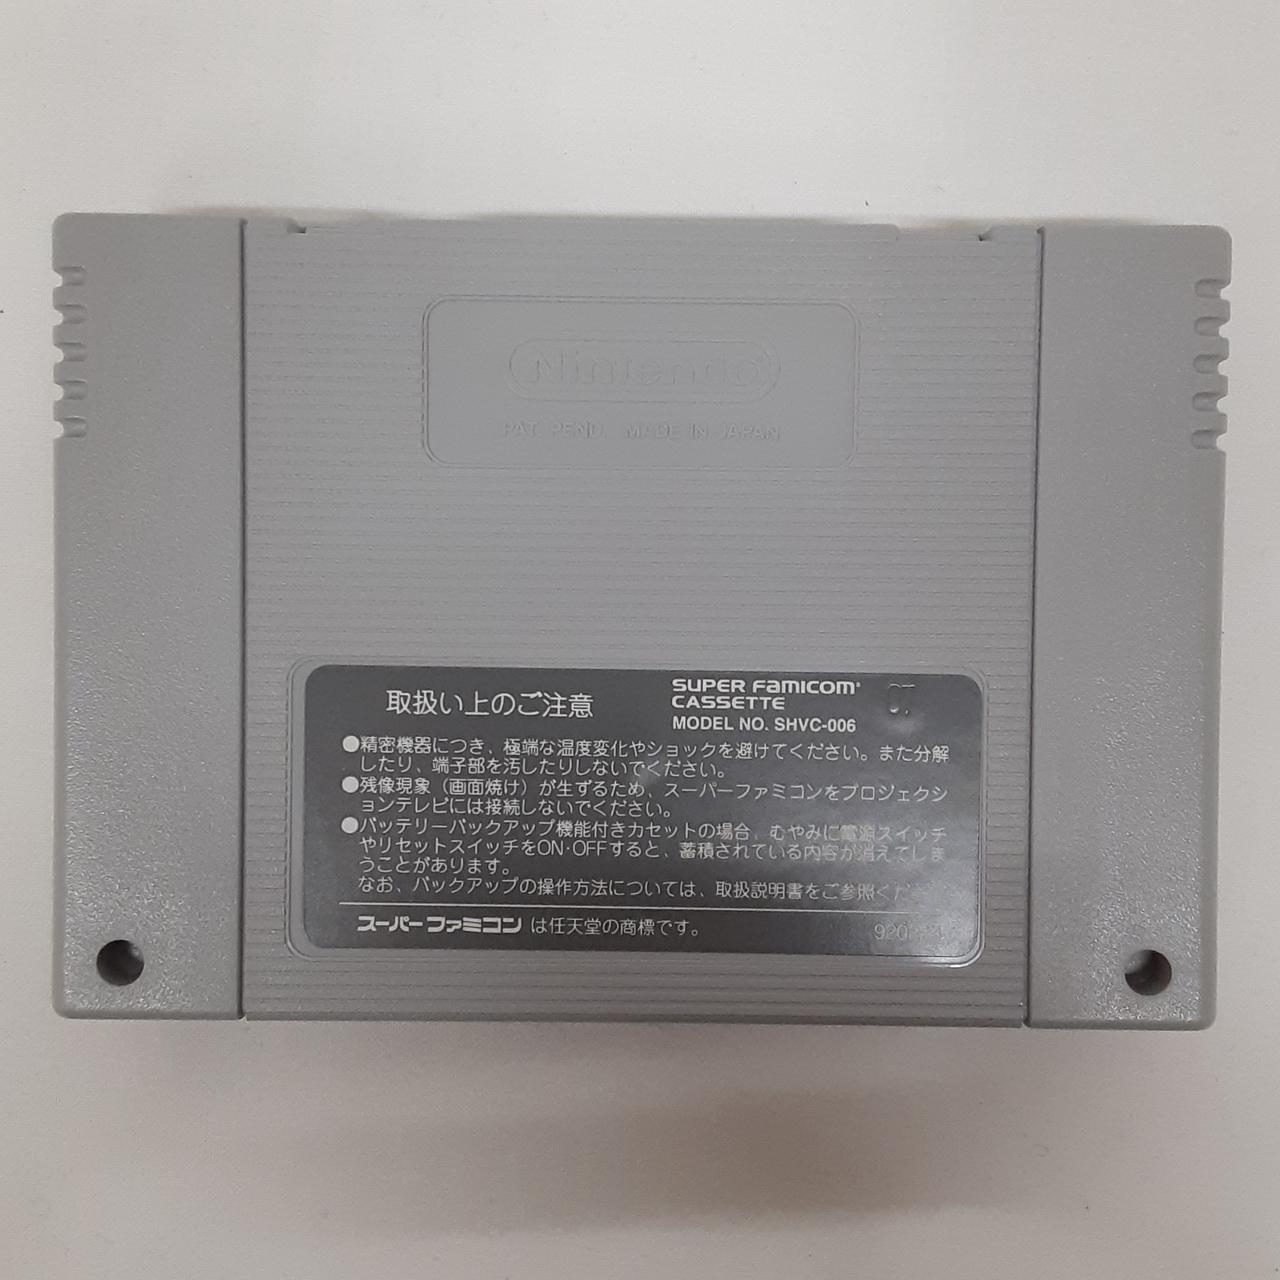 Nintendo
PAT. PEND. MADE IN JAPAN
取扱い上のご注意
SUPER FAMICOM
CASSETTE
MODEL NO. SHVC-006
●精密機器につき、極端な温度変化やショックを避けてください。また分解
したり、端子部を汚したりしないでください。
●残像現象（画面焼け）が生ずるため、スーパーファミコンをプロジェクシ
ョンテレビには接続しないでください。
●バッテリーバックアップ機能付きカセットの場合、むやみに電源スイッチ
やリセットスイッチをON・OFFすると、蓄積されている内容が消えてしま
うことがあります。
なお、バックアップの操作方法については、取扱説明書をご参照くだ
スーパーファミコン は任天堂の商標です。